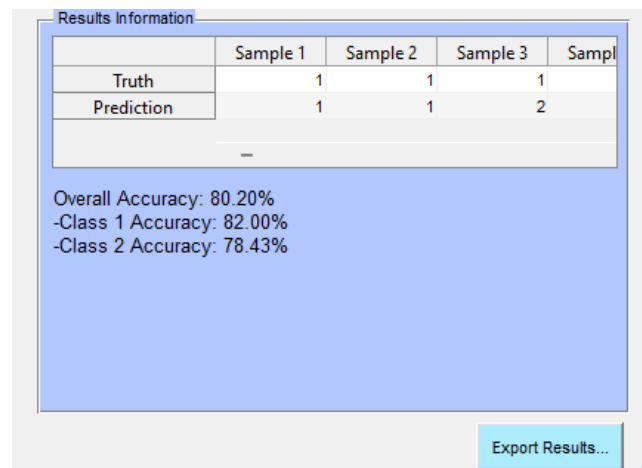 Results Information
Sample 1 Sample 2 Sample 3 Sampl
Truth 1 1 1
Prediction 1 1 2
Overall Accuracy: 80.20%
-Class 1 Accuracy: 82.00%
-Class 2 Accuracy: 78.43%
Export Results...